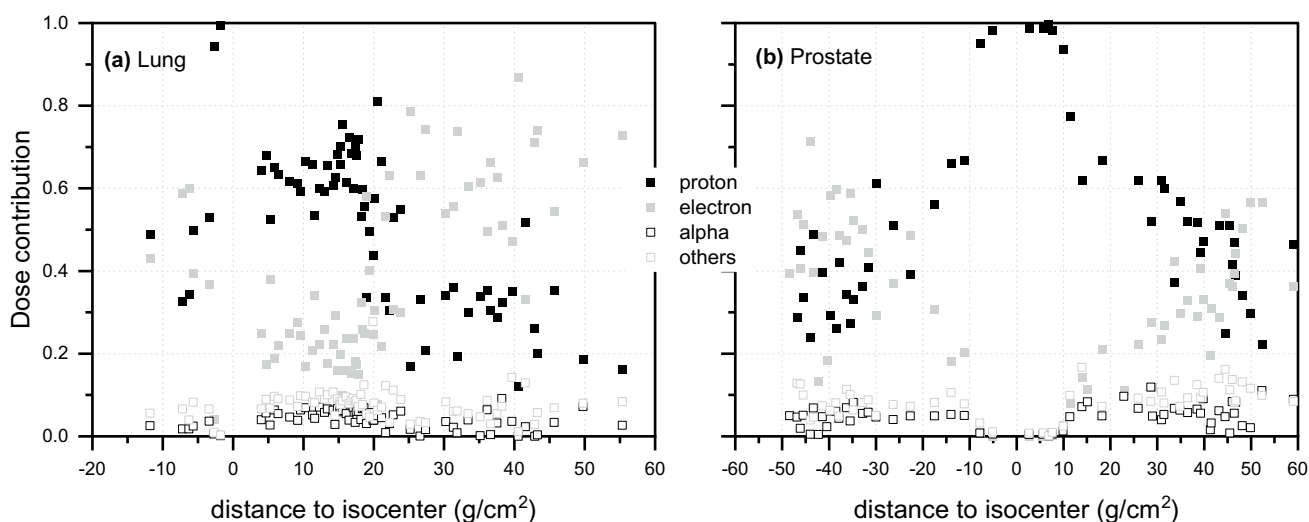 (a) Lung
(b) Prostate
1.0
0.8
0.6
0.4
0.2
0.0
Dose contribution
proton
electron
alpha
others
-20 -10 0 10 20 30 40 50 60
-60 -50 -40 -30 -20 -10 0 10 20 30 40 50 60
distance to isocenter (g/cm²)
distance to isocenter (g/cm²)